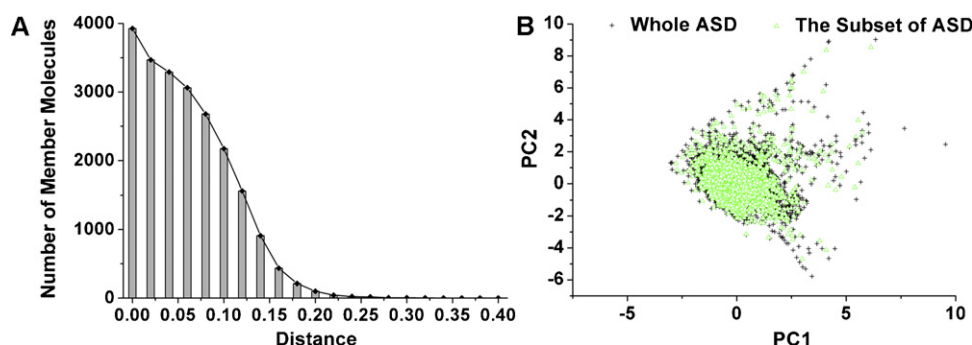 A
Number of Member Molecules
4000
3000
2000
1000
0
0.00 0.05 0.10 0.15 0.20 0.25 0.30 0.35 0.40
Distance
B
Whole ASD The Subset of ASD
PC2
10
8
6
4
2
0
-2
-4
-6
-5 0 5 10
PC1